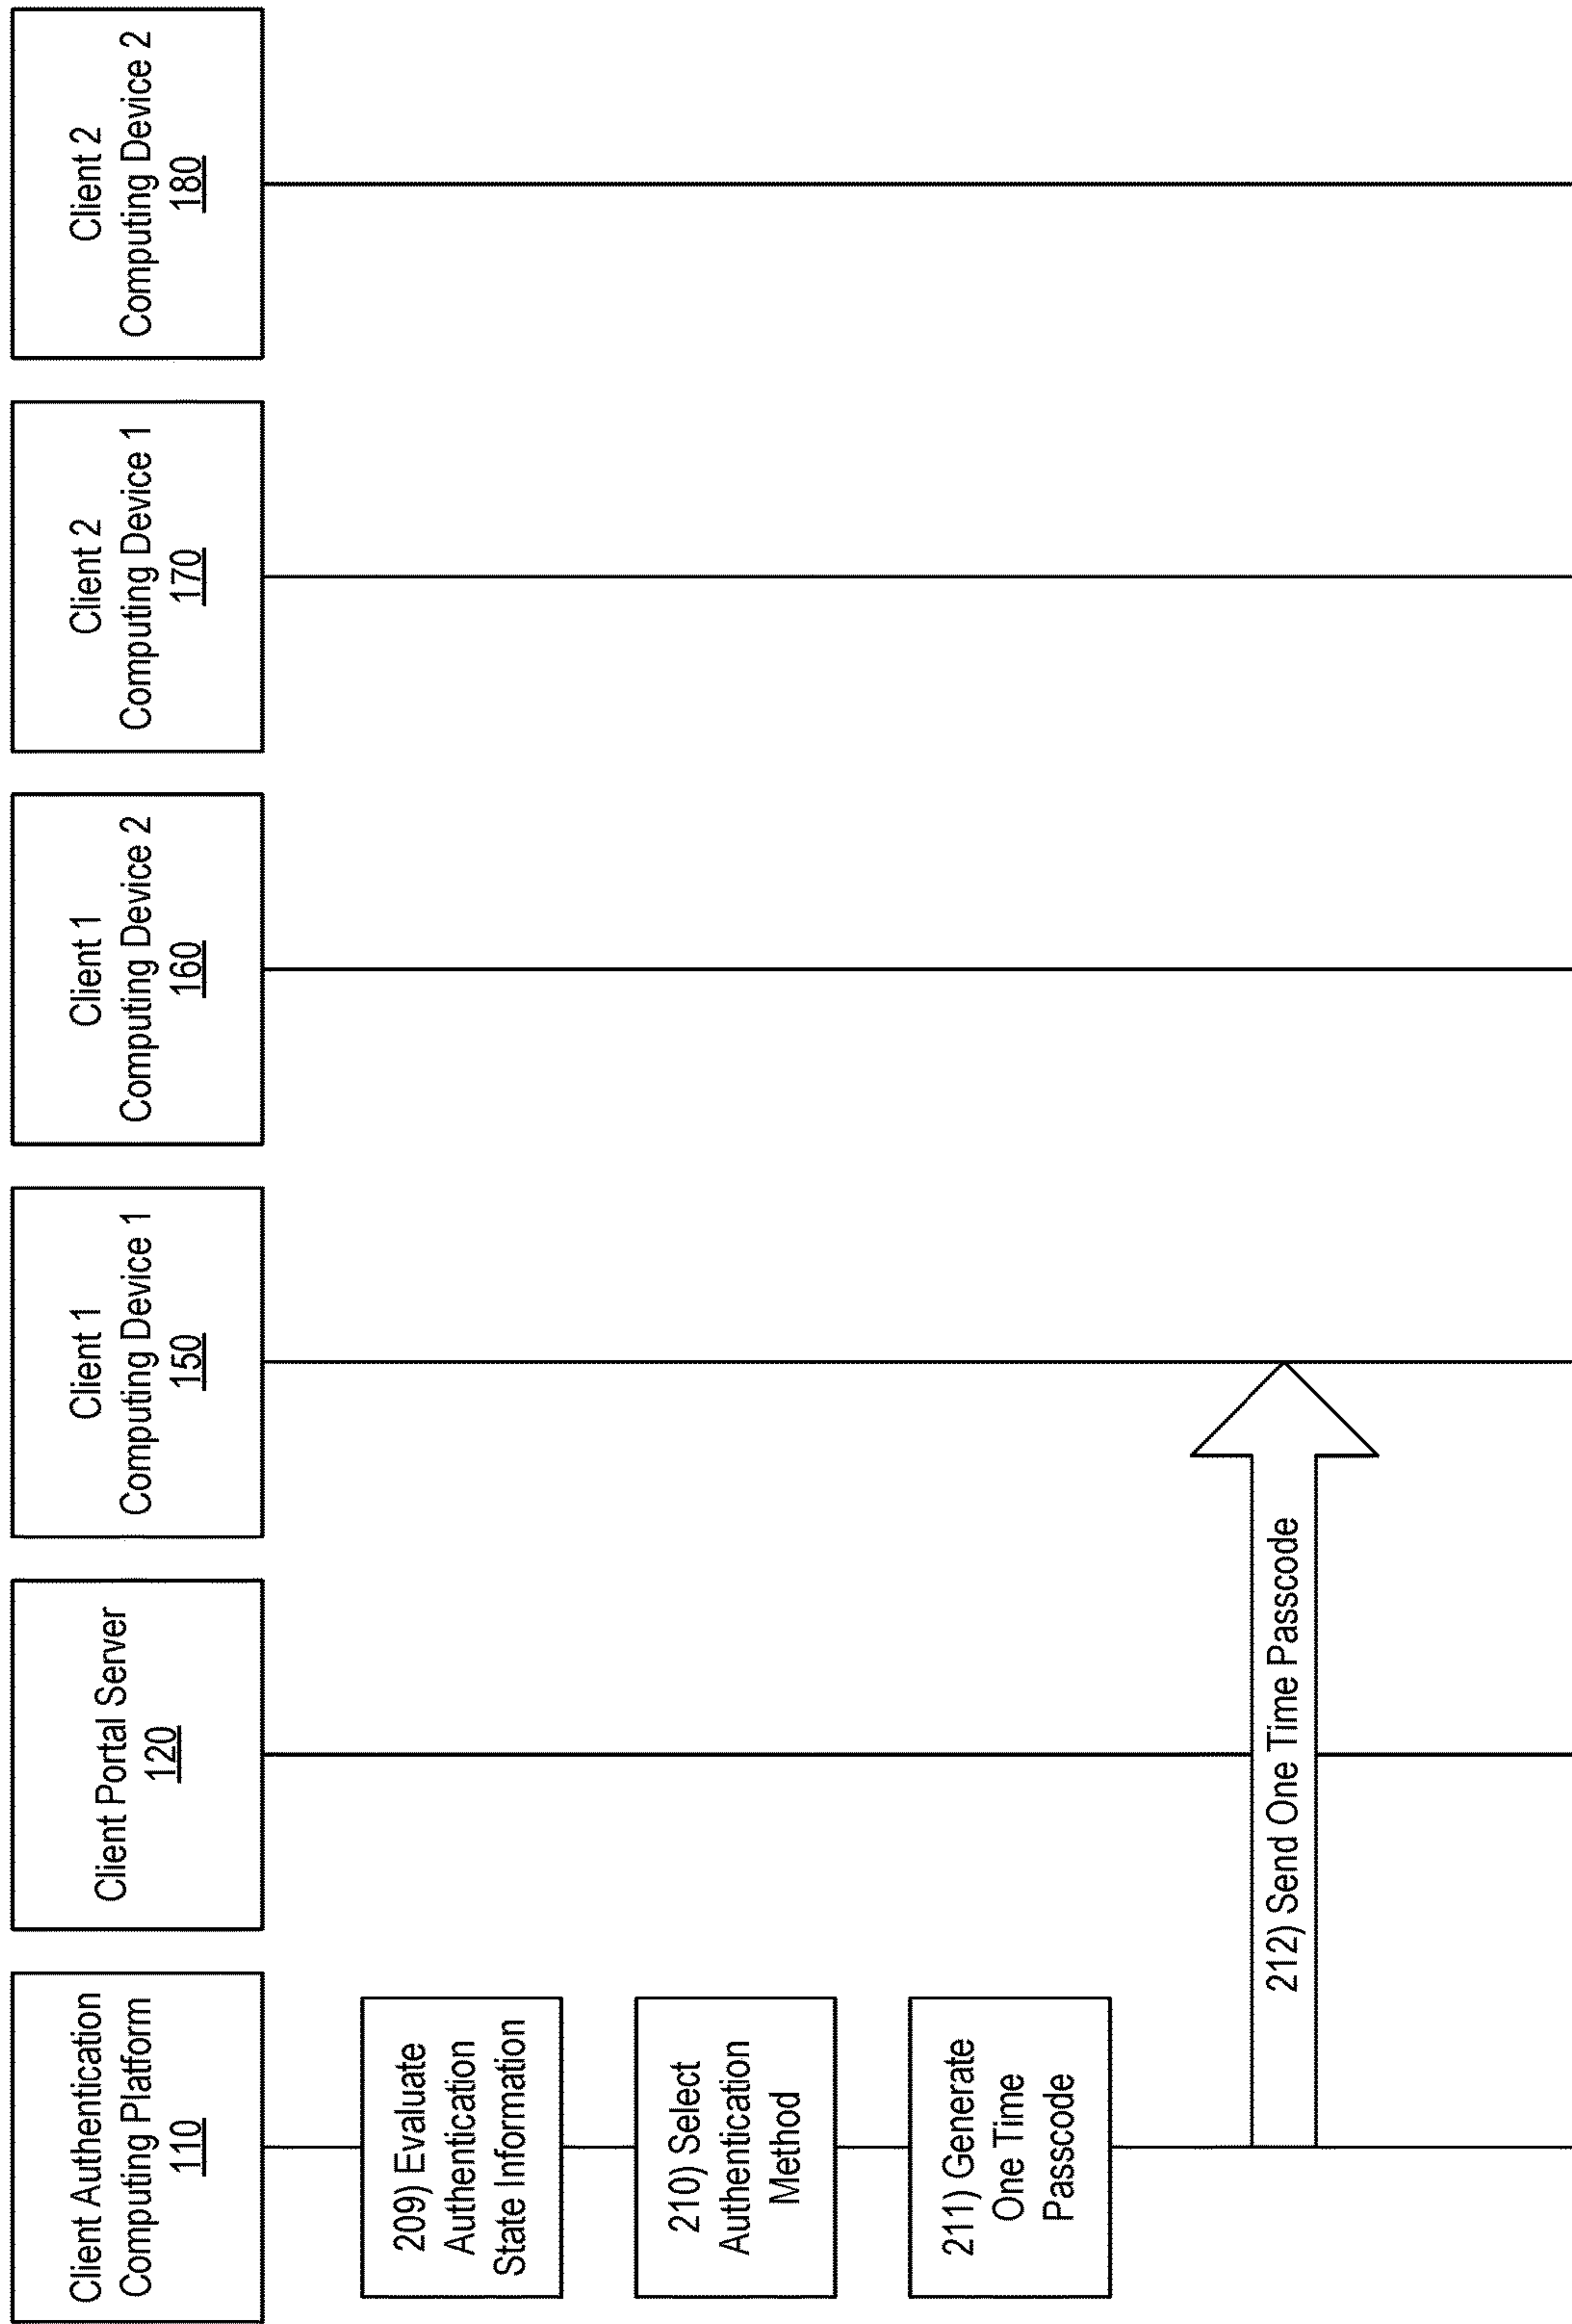 Client Authentication
Computing Platform
110
Client Portal Server
120
Client 1
Computing Device 1
150
Client 1
Computing Device 2
160
Client 2
Computing Device 1
170
Client 2
Computing Device 2
180
209) Evaluate
Authentication
State Information
210) Select
Authentication
Method
211) Generate
One Time
Passcode
212) Send One Time Passcode